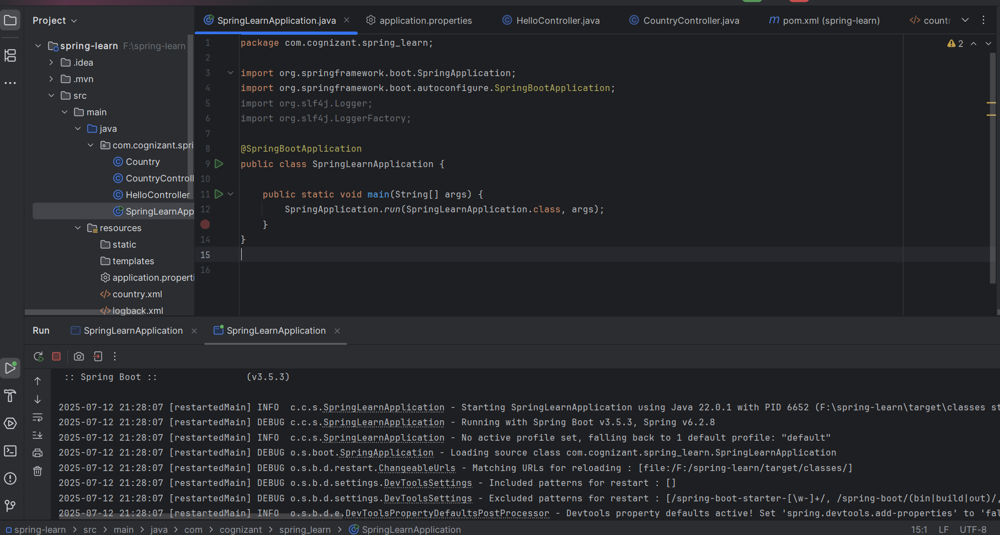 Project
SpringLearnApplication.java
application.properties
HelloController.java
CountryController.java
m pom.xml (spring-learn)
</> countr
spring-learn F:\spring-learn
.idea
.mvn
src
main
java
com.cognizant.spri
Country
CountryControll
HelloController
SpringLearnApp
resources
static
templates
application.properti
</> country.xml
</> logback.xml
2
1 package com.cognizant.spring_learn;
2
3 import org.springframework.boot.SpringApplication;
4 import org.springframework.boot.autoconfigure.SpringBootApplication;
5 import org.slf4j.Logger;
6 import org.slf4j.LoggerFactory;
7
8 @SpringBootApplication
9 public class SpringLearnApplication {
10
11 public static void main(String[] args) {
12 SpringApplication.run(SpringLearnApplication.class, args);
}
14 }
15
16
Run
SpringLearnApplication
SpringLearnApplication
:: Spring Boot :: (v3.5.3)
2025-07-12 21:28:07 [restartedMain] INFO c.c.s.SpringLearnApplication - Starting SpringLearnApplication using Java 22.0.1 with PID 6652 (F:\spring-learn\target\classes st
2025-07-12 21:28:07 [restartedMain] DEBUG c.c.s.SpringLearnApplication - Running with Spring Boot v3.5.3, Spring v6.2.8
2025-07-12 21:28:07 [restartedMain] INFO c.c.s.SpringLearnApplication - No active profile set, falling back to 1 default profile: "default"
2025-07-12 21:28:07 [restartedMain] DEBUG o.s.boot.SpringApplication - Loading source class com.cognizant.spring_learn.SpringLearnApplication
2025-07-12 21:28:07 [restartedMain] DEBUG o.s.b.d.restart.ChangeableUrls - Matching URLs for reloading : [file:/F:/spring-learn/target/classes/]
2025-07-12 21:28:07 [restartedMain] DEBUG o.s.b.d.settings.DevToolsSettings - Included patterns for restart : []
2025-07-12 21:28:07 [restartedMain] DEBUG o.s.b.d.settings.DevToolsSettings - Excluded patterns for restart : [/spring-boot-starter-[\w-]+/, /spring-boot/(bin|build|out)/,
2025-07-12 21:28:07 [restartedMain] INFO o.s.b.d.e.DevToolsPropertyDefaultsPostProcessor - Devtools property defaults active! Set 'spring.devtools.add-properties' to 'fal
spring-learn > src > main > java > com > cognizant > spring_learn > SpringLearnApplication
15:1 LF UTF-8